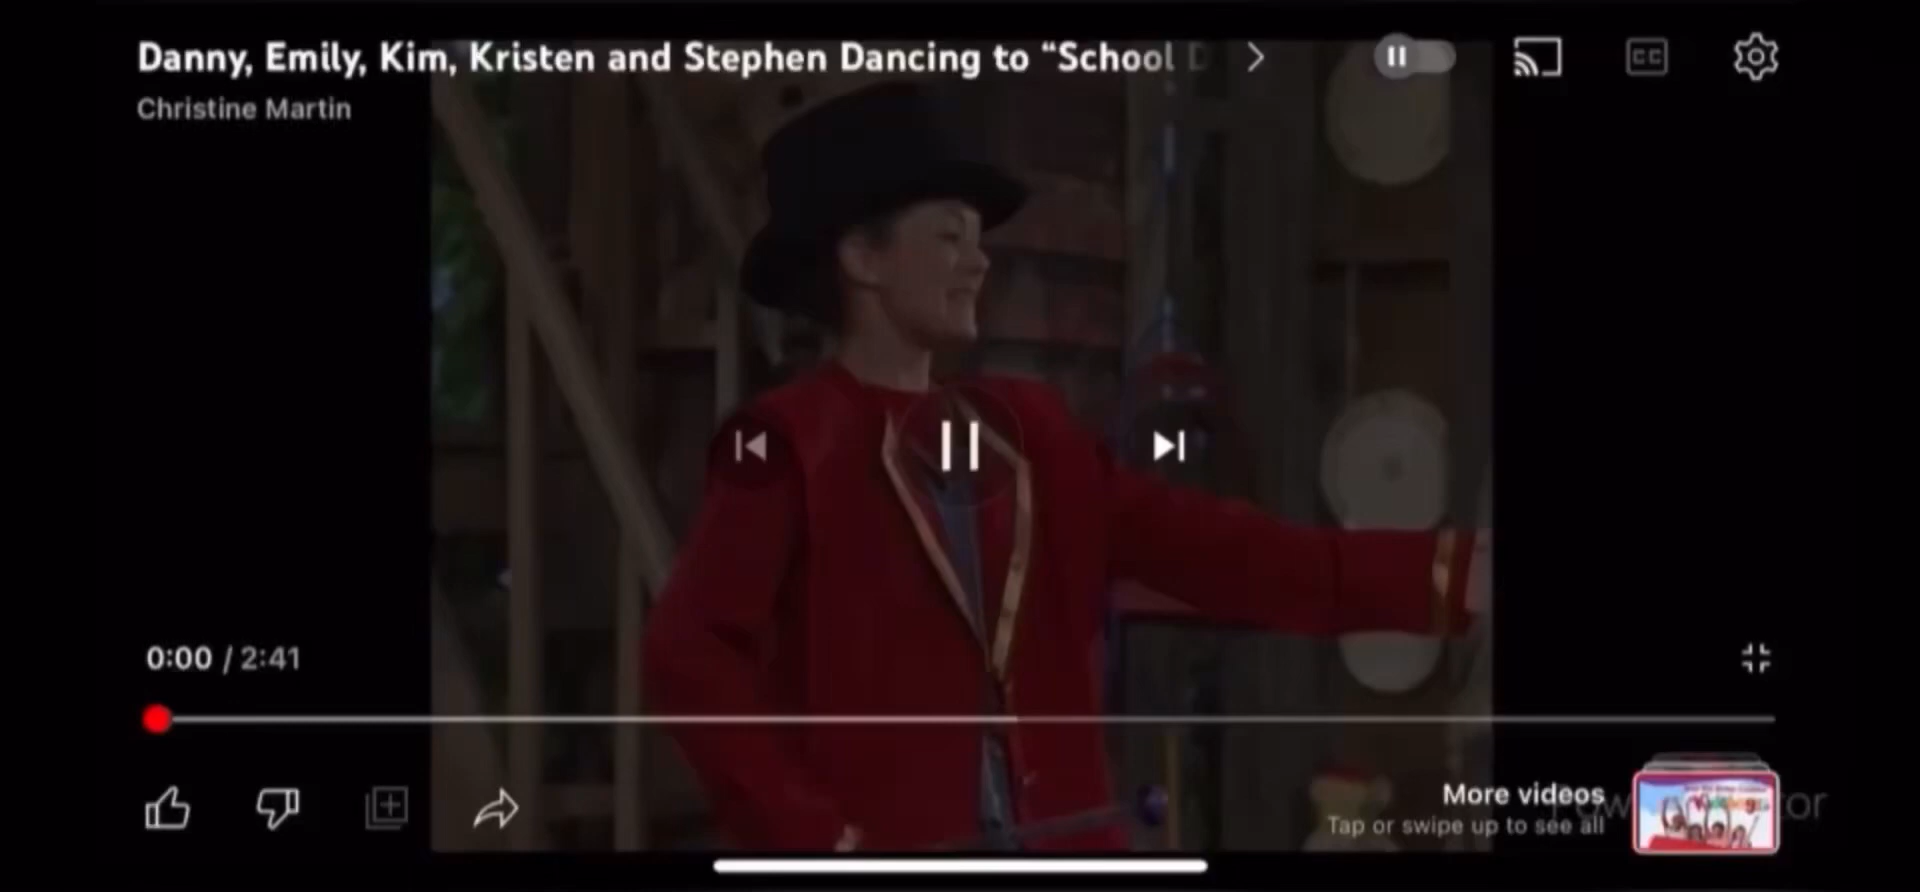 Danny, Emily, Kim, Kristen and Stephen Dancing to “School D
CC
Christine Martin
0:00 / 2:41
More videos
Tap or swipe up to see all